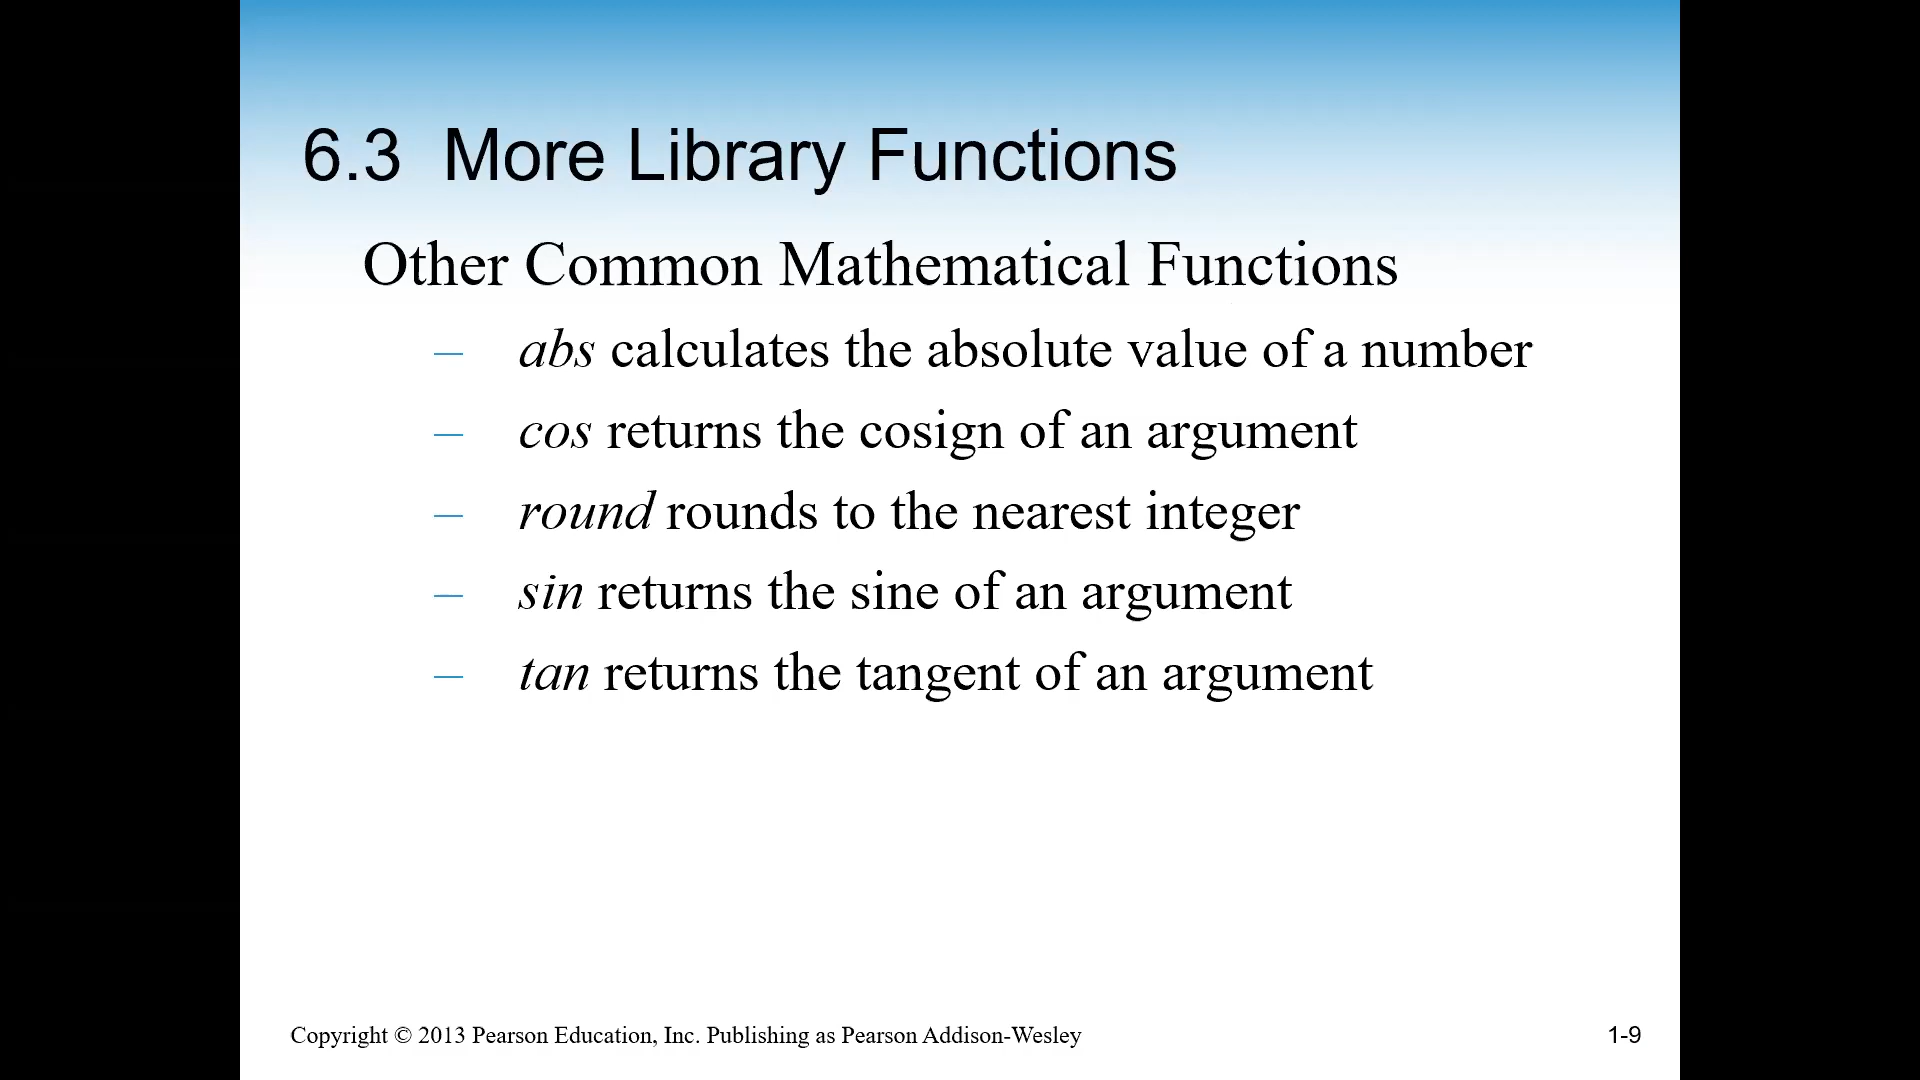 6.3 More Library Functions
Other Common Mathematical Functions
– abs calculates the absolute value of a number
– cos returns the cosign of an argument
– round rounds to the nearest integer
– sin returns the sine of an argument
– tan returns the tangent of an argument
Copyright © 2013 Pearson Education, Inc. Publishing as Pearson Addison-Wesley
1-9